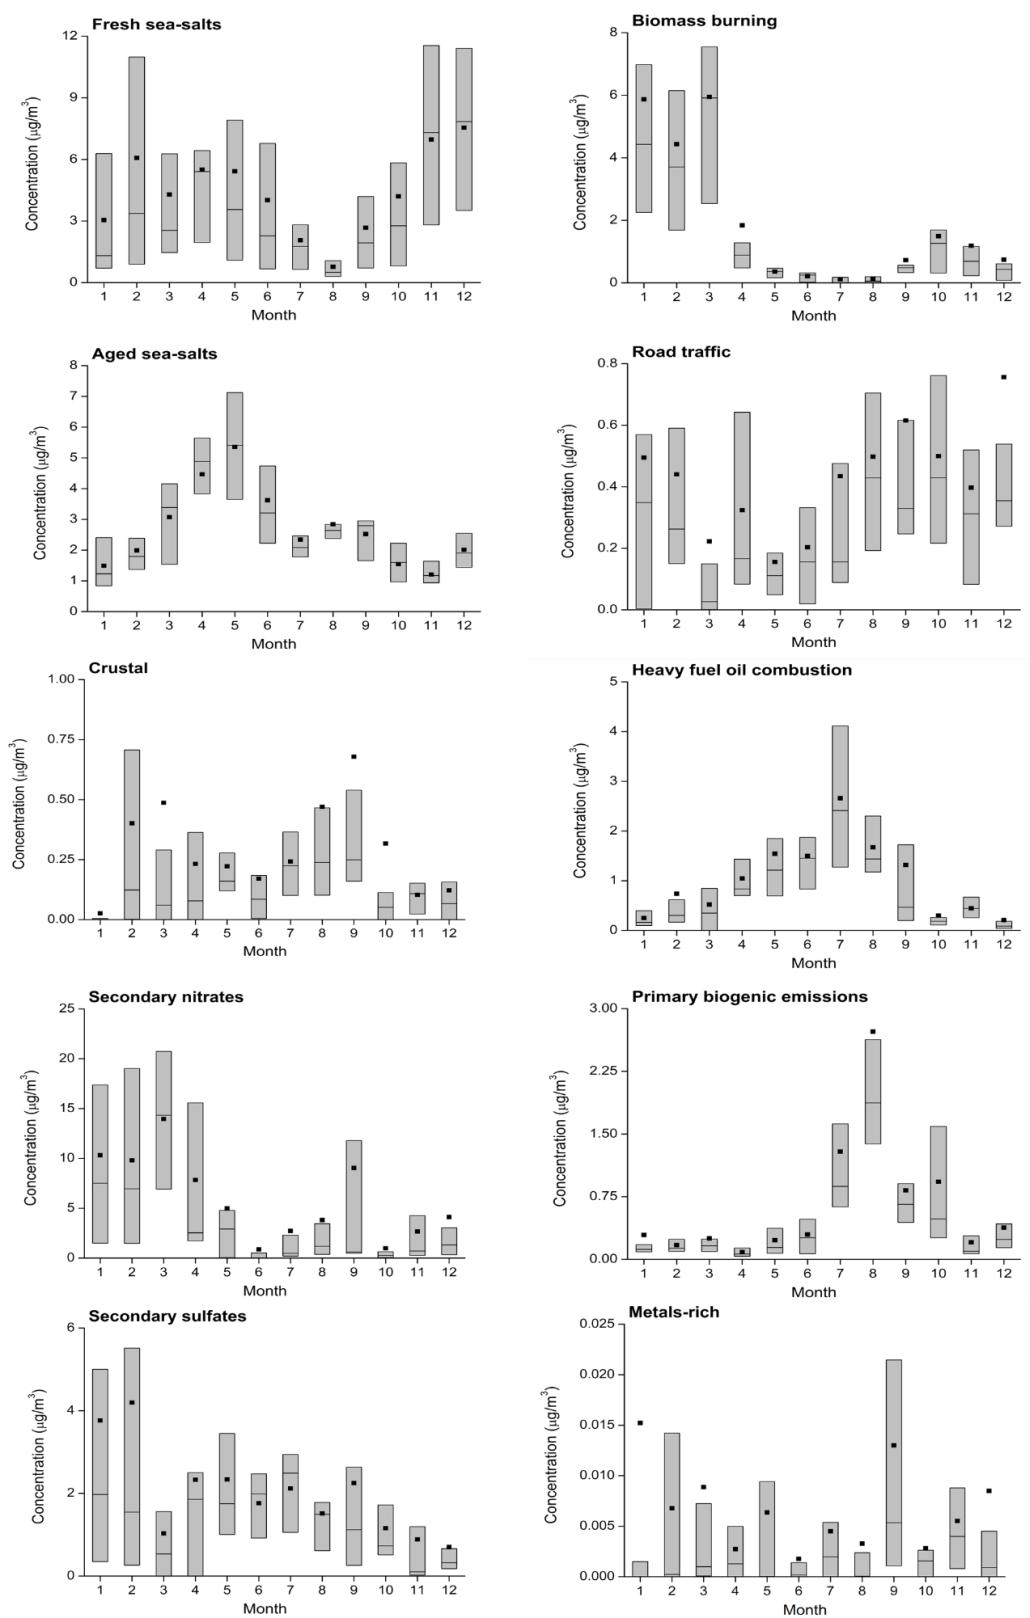 Fresh sea-salts
Concentration (μg/m³)
12
9
6
3
0
1 2 3 4 5 6 7 8 9 10 11 12
Month
Biomass burning
Concentration (μg/m³)
8
6
4
2
0
1 2 3 4 5 6 7 8 9 10 11 12
Month
Aged sea-salts
Concentration (μg/m³)
8
7
6
5
4
3
2
1
0
1 2 3 4 5 6 7 8 9 10 11 12
Month
Road traffic
Concentration (μg/m³)
0.8
0.6
0.4
0.2
0.0
1 2 3 4 5 6 7 8 9 10 11 12
Month
Crustal
Concentration (μg/m³)
1.00
0.75
0.50
0.25
0.00
1 2 3 4 5 6 7 8 9 10 11 12
Month
Heavy fuel oil combustion
Concentration (μg/m³)
5
4
3
2
1
0
1 2 3 4 5 6 7 8 9 10 11 12
Month
Secondary nitrates
Concentration (μg/m³)
25
20
15
10
5
0
1 2 3 4 5 6 7 8 9 10 11 12
Month
Primary biogenic emissions
Concentration (μg/m³)
3.00
2.25
1.50
0.75
0.00
1 2 3 4 5 6 7 8 9 10 11 12
Month
Secondary sulfates
Concentration (μg/m³)
6
4
2
0
1 2 3 4 5 6 7 8 9 10 11 12
Month
Metals-rich
Concentration (μg/m³)
0.025
0.020
0.015
0.010
0.005
0.000
1 2 3 4 5 6 7 8 9 10 11 12
Month